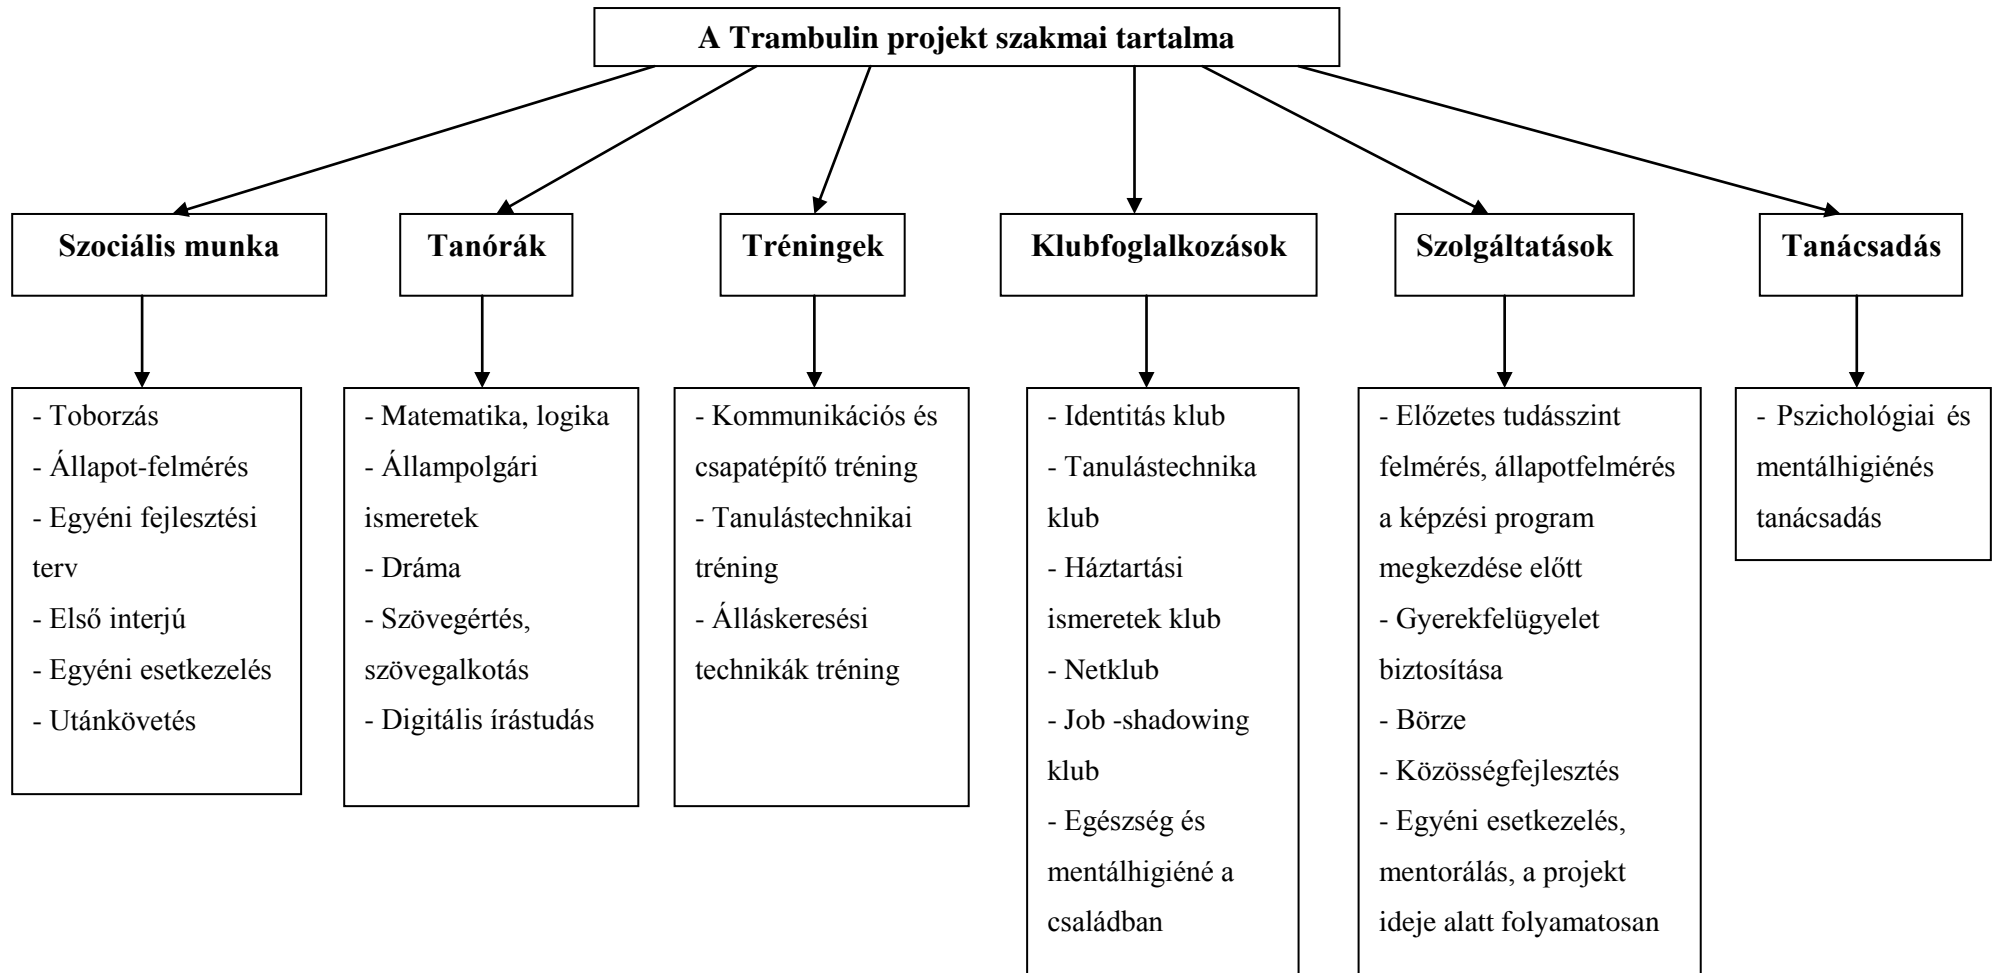 A Trambulin projekt szakmai tartalma
Szociális munka
Tanórák
Tréningek
Klubfoglalkozások
Szolgáltatások
Tanácsadás
- Toborzás
- Állapot-felmérés
- Egyéni fejlesztési
terv
- Első interjú
- Egyéni esetkezelés
- Utánkövetés
- Matematika, logika
- Állampolgári
ismeretek
- Dráma
- Szövegértés,
szövegalkotás
- Digitális írástudás
- Kommunikációs és
csapatépítő tréning
- Tanulástechnikai
tréning
- Álláskeresési
technikák tréning
- Identitás klub
- Tanulástechnika
klub
- Háztartási
ismeretek klub
- Netklub
- Job -shadowing
klub
- Egészség és
mentálhigiéné a
családban
- Előzetes tudásszint
felmérés, állapotfelmérés
a képzési program
megkezdése előtt
- Gyerekfelügyelet
biztosítása
- Börze
- Közösségfejlesztés
- Egyéni esetkezelés,
mentorálás, a projekt
ideje alatt folyamatosan
- Pszichológiai és
mentálhigiénés
tanácsadás